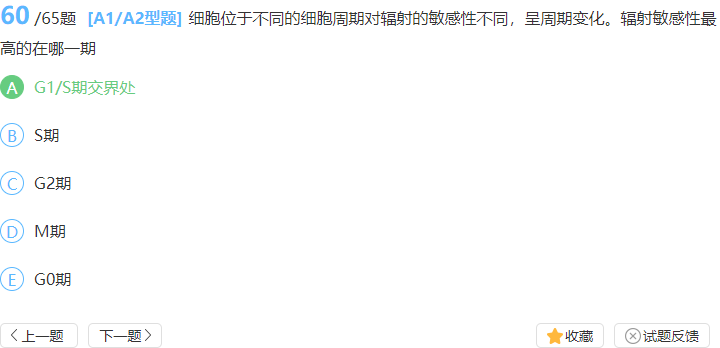 60 /65题 [A1/A2型题] 细胞位于不同的细胞周期对辐射的敏感性不同，呈周期变化。辐射敏感性最
高的在哪一期
A G1/S期交界处
B S期
C G2期
D M期
E G0期
上一题 下一题 收藏 试题反馈